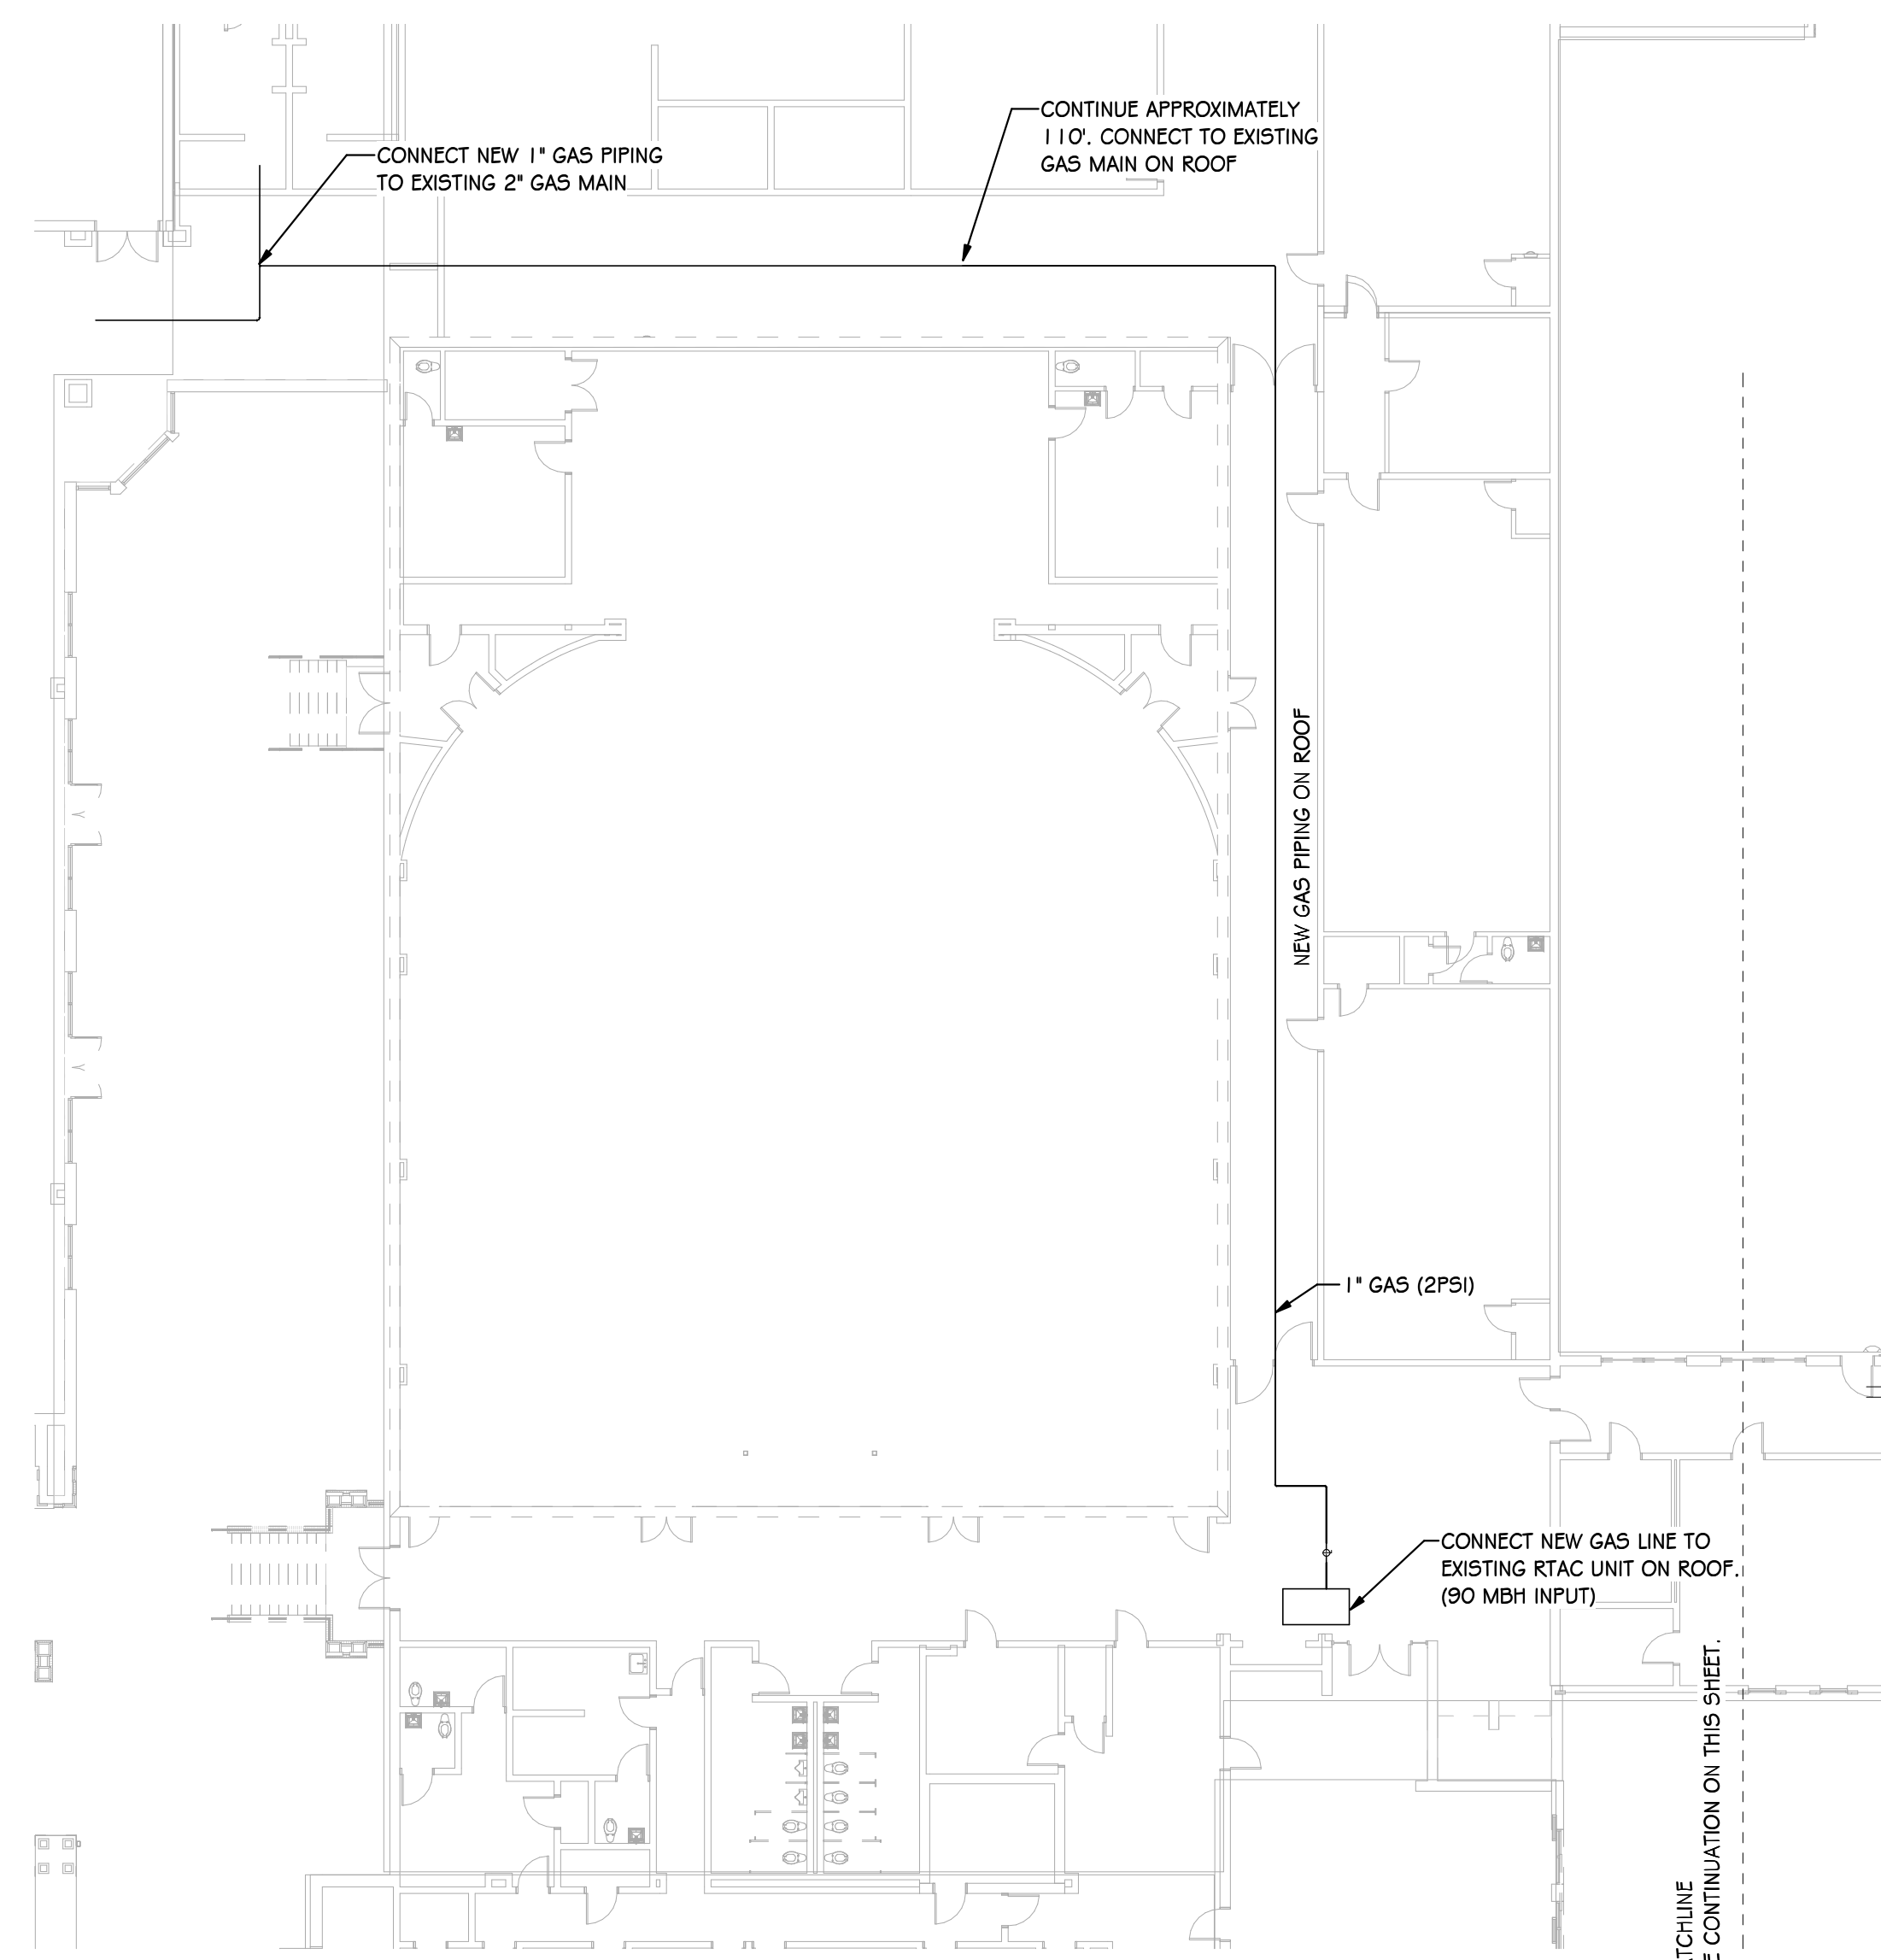 CONTINUE APPROXIMATELY
110'. CONNECT TO EXISTING
GAS MAIN ON ROOF
CONNECT NEW 1" GAS PIPING
TO EXISTING 2" GAS MAIN
NEW GAS PIPING ON ROOF
1" GAS (2PSI)
CONNECT NEW GAS LINE TO
EXISTING RTAC UNIT ON ROOF.
(90 MBH INPUT)
CONTINUATION ON THIS SHEET.